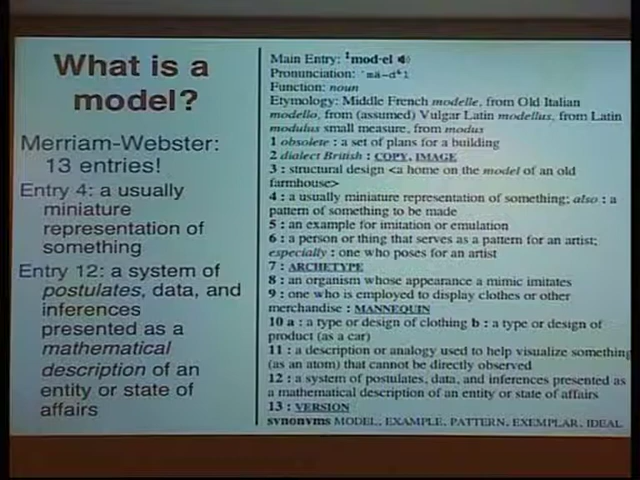 What is a
model?
Merriam-Webster:
13 entries!
Entry 4: a usually
miniature
representation of
something
Entry 12: a system of
postulates, data, and
inferences
presented as a
mathematical
description of an
entity or state of
affairs
Main Entry: ¹mod·el
Pronunciation: 'mä-dᵊl
Function: noun
Etymology: Middle French modelle, from Old Italian
modello, from (assumed) Vulgar Latin modellus, from Latin
modulus small measure, from modus
1 obsolete : a set of plans for a building
2 dialect British : COPY, IMAGE
3 : structural design <a home on the model of an old
farmhouse>
4 : a usually miniature representation of something; also : a
pattern of something to be made
5 : an example for imitation or emulation
6 : a person or thing that serves as a pattern for an artist;
especially : one who poses for an artist
7 : ARCHETYPE
8 : an organism whose appearance a mimic imitates
9 : one who is employed to display clothes or other
merchandise : MANNEQUIN
10 a : a type or design of clothing b : a type or design of
product (as a car)
11 : a description or analogy used to help visualize something
(as an atom) that cannot be directly observed
12 : a system of postulates, data, and inferences presented as
a mathematical description of an entity or state of affairs
13 : VERSION
synonyms MODEL, EXAMPLE, PATTERN, EXEMPLAR, IDEAL